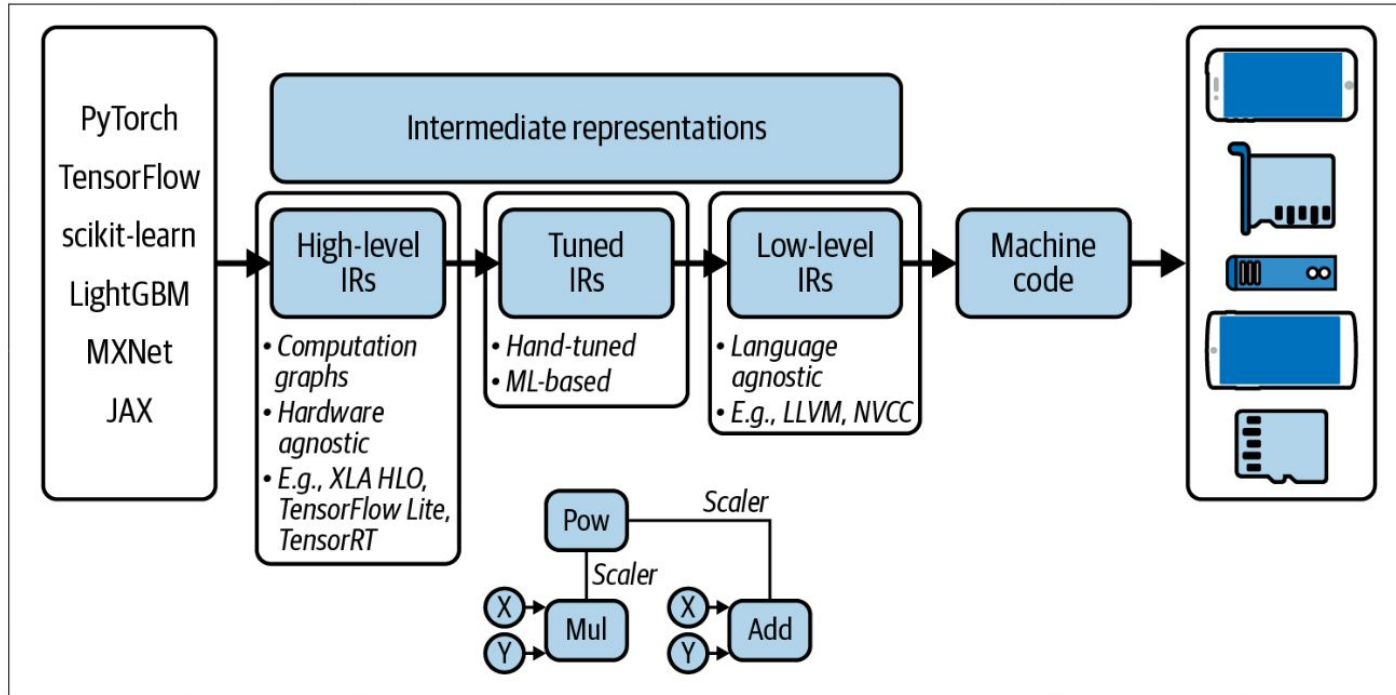 PyTorch
TensorFlow
scikit-learn
LightGBM
MXNet
JAX
Intermediate representations
High-level
IRs
• Computation
graphs
• Hardware
agnostic
• E.g., XLA HLO,
TensorFlow Lite,
TensorRT
Tuned
IRs
• Hand-tuned
• ML-based
Low-level
IRs
• Language
agnostic
• E.g., LLVM, NVCC
Machine
code
Pow
Scaler
Scaler
X
Y
Mul
X
Y
Add